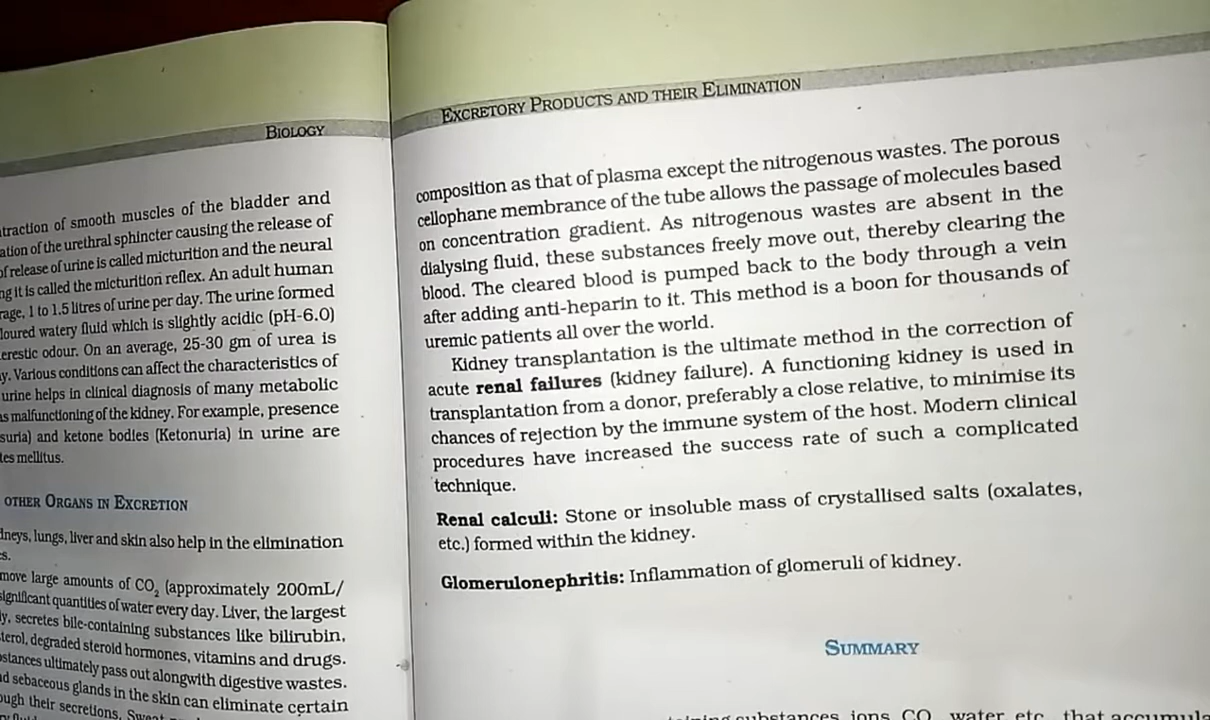 BIOLOGY
traction of smooth muscles of the bladder and
ation of the urethral sphincter causing the release of
of release of urine is called micturition and the neural
ng it is called the micturition reflex. An adult human
rage, 1 to 1.5 litres of urine per day. The urine formed
loured watery fluid which is slightly acidic (pH-6.0)
erestic odour. On an average, 25-30 gm of urea is
y. Various conditions can affect the characteristics of
urine helps in clinical diagnosis of many metabolic
as malfunctioning of the kidney. For example, presence
suria) and ketone bodies (Ketonuria) in urine are
tes mellitus.
OTHER ORGANS IN EXCRETION
dneys, lungs, liver and skin also help in the elimination
es.
move large amounts of CO₂ (approximately 200mL/
significant quantities of water every day. Liver, the largest
y, secretes bile-containing substances like bilirubin,
terol, degraded steroid hormones, vitamins and drugs.
bstances ultimately pass out alongwith digestive wastes.
nd sebaceous glands in the skin can eliminate certain
ough their secretions. Sweat
EXCRETORY PRODUCTS AND THEIR ELIMINATION
composition as that of plasma except the nitrogenous wastes. The porous
cellophane membrance of the tube allows the passage of molecules based
on concentration gradient. As nitrogenous wastes are absent in the
dialysing fluid, these substances freely move out, thereby clearing the
blood. The cleared blood is pumped back to the body through a vein
after adding anti-heparin to it. This method is a boon for thousands of
uremic patients all over the world.
Kidney transplantation is the ultimate method in the correction of
acute renal failures (kidney failure). A functioning kidney is used in
transplantation from a donor, preferably a close relative, to minimise its
chances of rejection by the immune system of the host. Modern clinical
procedures have increased the success rate of such a complicated
technique.
Renal calculi: Stone or insoluble mass of crystallised salts (oxalates,
etc.) formed within the kidney.
Glomerulonephritis: Inflammation of glomeruli of kidney.
SUMMARY
substances, ions, CO₂, water, etc., that accumula